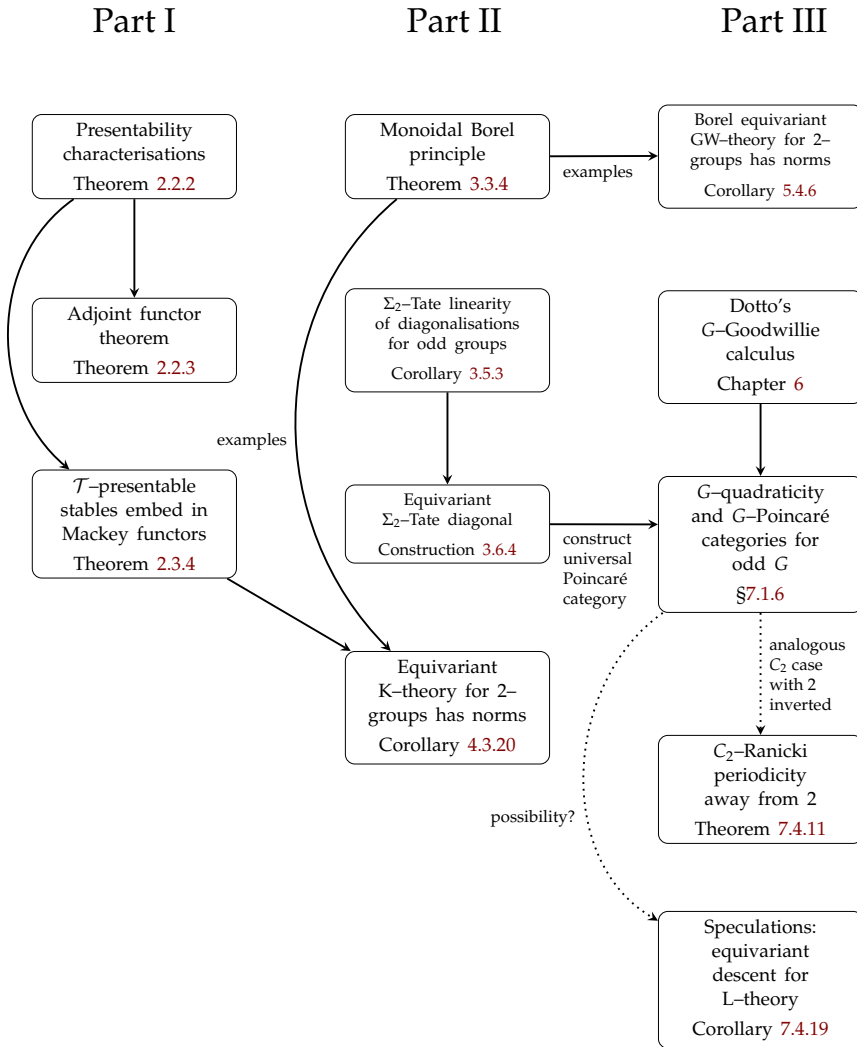 Part I
Part II
Part III
Presentability
characterisations
Theorem 2.2.2
Monoidal Borel
principle
Theorem 3.3.4
examples
Borel equivariant
GW–theory for 2–
groups has norms
Corollary 5.4.6
Adjoint functor
theorem
Theorem 2.2.3
Σ₂–Tate linearity
of diagonalisations
for odd groups
Corollary 3.5.3
Dotto's
G–Goodwillie
calculus
Chapter 6
examples
𝒯–presentable
stables embed in
Mackey functors
Theorem 2.3.4
Equivariant
Σ₂–Tate diagonal
Construction 3.6.4
construct
universal
Poincaré
category
G–quadraticity
and G–Poincaré
categories for
odd G
§7.1.6
analogous
C₂ case
with 2
inverted
Equivariant
K–theory for 2–
groups has norms
Corollary 4.3.20
C₂–Ranicki
periodicity
away from 2
Theorem 7.4.11
possibility?
Speculations:
equivariant
descent for
L–theory
Corollary 7.4.19